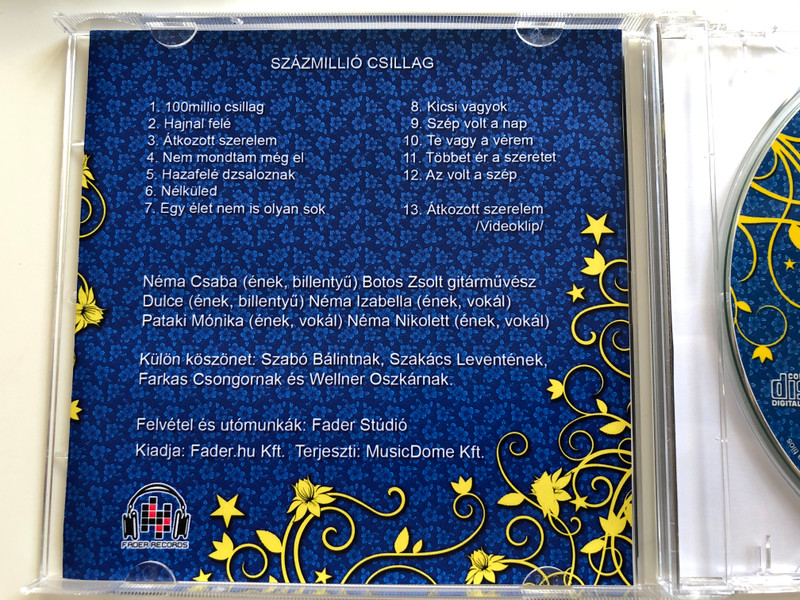 SZÁZMILLIÓ CSILLAG
1. 100millio csillag
2. Hajnal felé
3. Átkozott szerelem
4. Nem mondtam még el
5. Hazafelé dzsaloznak
6. Nélküled
7. Egy élet nem is olyan sok
8. Kicsi vagyok
9. Szép volt a nap
10. Te vagy a vérem
11. Többet ér a szeretet
12. Az volt a szép
13. Átkozott szerelem
/Videoklip/
Néma Csaba (ének, billentyű) Botos Zsolt gitárművész
Dulce (ének, billentyű) Néma Izabella (ének, vokál)
Pataki Mónika (ének, vokál) Néma Nikolett (ének, vokál)
Külön köszönet: Szabó Bálintnak, Szakács Leventének,
Farkas Csongornak és Wellner Oszkárnak.
Felvétel és utómunkák: Fader Stúdió
Kiadja: Fader.hu Kft. Terjeszti: MusicDome Kft.
FADER RECORDS